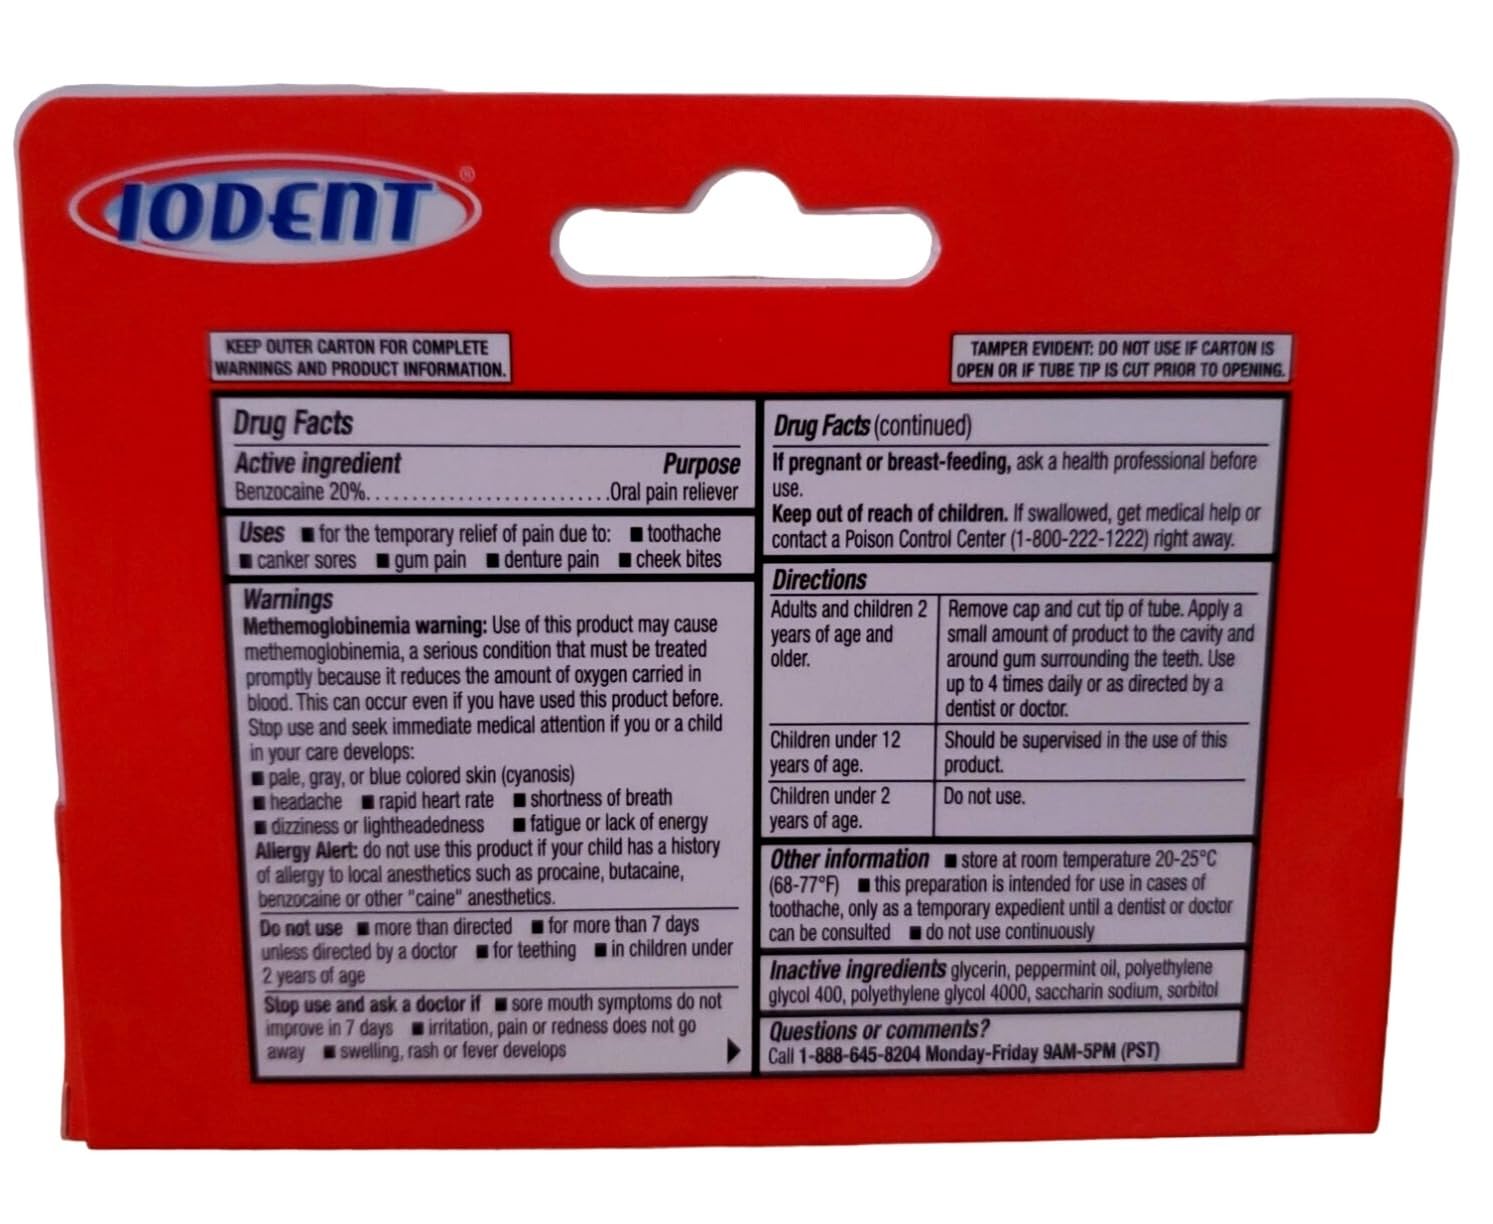 IODENT®
KEEP OUTER CARTON FOR COMPLETE
WARNINGS AND PRODUCT INFORMATION.
TAMPER EVIDENT: DO NOT USE IF CARTON IS
OPEN OR IF TUBE TIP IS CUT PRIOR TO OPENING.
Drug Facts
Active ingredient Purpose
Benzocaine 20%...........................Oral pain reliever
Uses ■ for the temporary relief of pain due to: ■ toothache
■ canker sores ■ gum pain ■ denture pain ■ cheek bites
Warnings
Methemoglobinemia warning: Use of this product may cause
methemoglobinemia, a serious condition that must be treated
promptly because it reduces the amount of oxygen carried in
blood. This can occur even if you have used this product before.
Stop use and seek immediate medical attention if you or a child
in your care develops:
■ pale, gray, or blue colored skin (cyanosis)
■ headache ■ rapid heart rate ■ shortness of breath
■ dizziness or lightheadedness ■ fatigue or lack of energy
Allergy Alert: do not use this product if your child has a history
of allergy to local anesthetics such as procaine, butacaine,
benzocaine or other "caine" anesthetics.
Do not use ■ more than directed ■ for more than 7 days
unless directed by a doctor ■ for teething ■ in children under
2 years of age
Stop use and ask a doctor if ■ sore mouth symptoms do not
improve in 7 days ■ irritation, pain or redness does not go
away ■ swelling, rash or fever develops
Drug Facts (continued)
If pregnant or breast-feeding, ask a health professional before
use.
Keep out of reach of children. If swallowed, get medical help or
contact a Poison Control Center (1-800-222-1222) right away.
Directions
Adults and children 2 Remove cap and cut tip of tube. Apply a
years of age and small amount of product to the cavity and
older. around gum surrounding the teeth. Use
up to 4 times daily or as directed by a
dentist or doctor.
Children under 12 Should be supervised in the use of this
years of age. product.
Children under 2 Do not use.
years of age.
Other information ■ store at room temperature 20-25°C
(68-77°F) ■ this preparation is intended for use in cases of
toothache, only as a temporary expedient until a dentist or doctor
can be consulted ■ do not use continuously
Inactive ingredients glycerin, peppermint oil, polyethylene
glycol 400, polyethylene glycol 4000, saccharin sodium, sorbitol
Questions or comments?
Call 1-888-645-8204 Monday-Friday 9AM-5PM (PST)